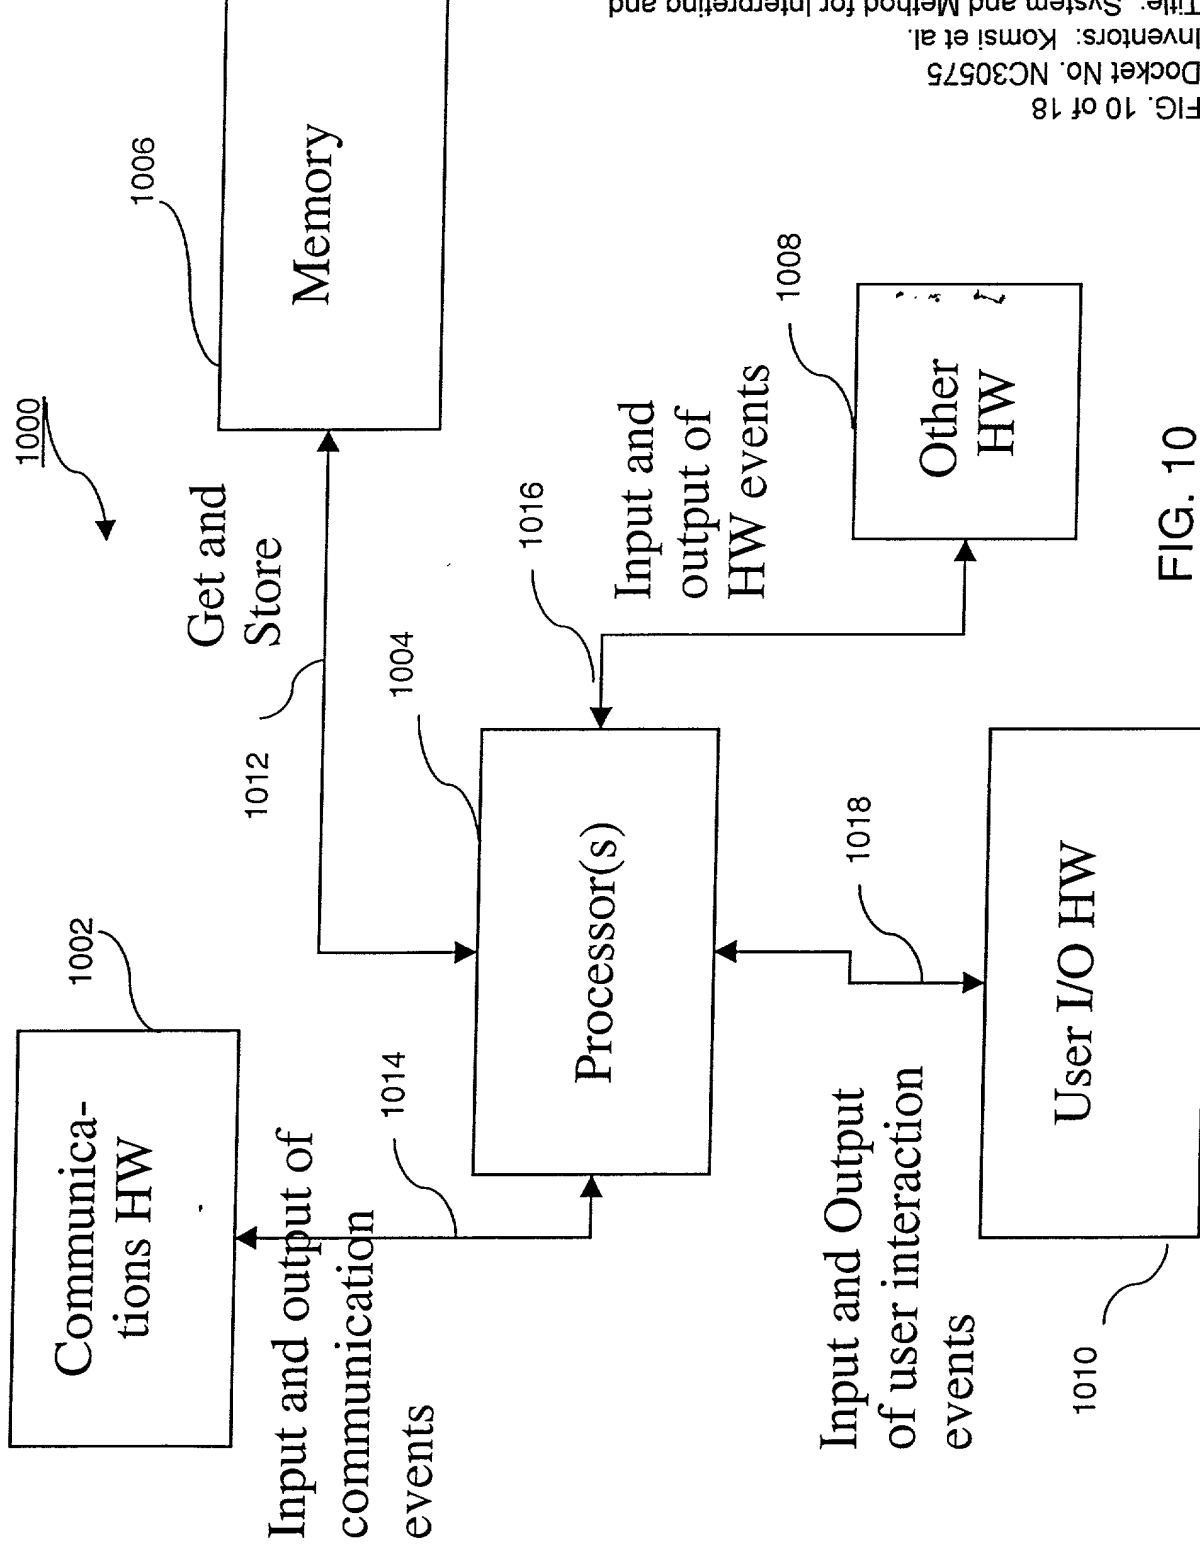 FIG. 10 of 18
Docket No. NC30575
Inventors: Komsi et al.
Title: System and Method for Interpreting and
1000
1002
Communica-
tions HW
1006
Memory
Get and
Store
1012
Input and output of
communication
events
1014
1004
Processor(s)
1016
Input and
output of
HW events
1008
Other
HW
1018
Input and Output
of user interaction
events
User I/O HW
1010
FIG. 10